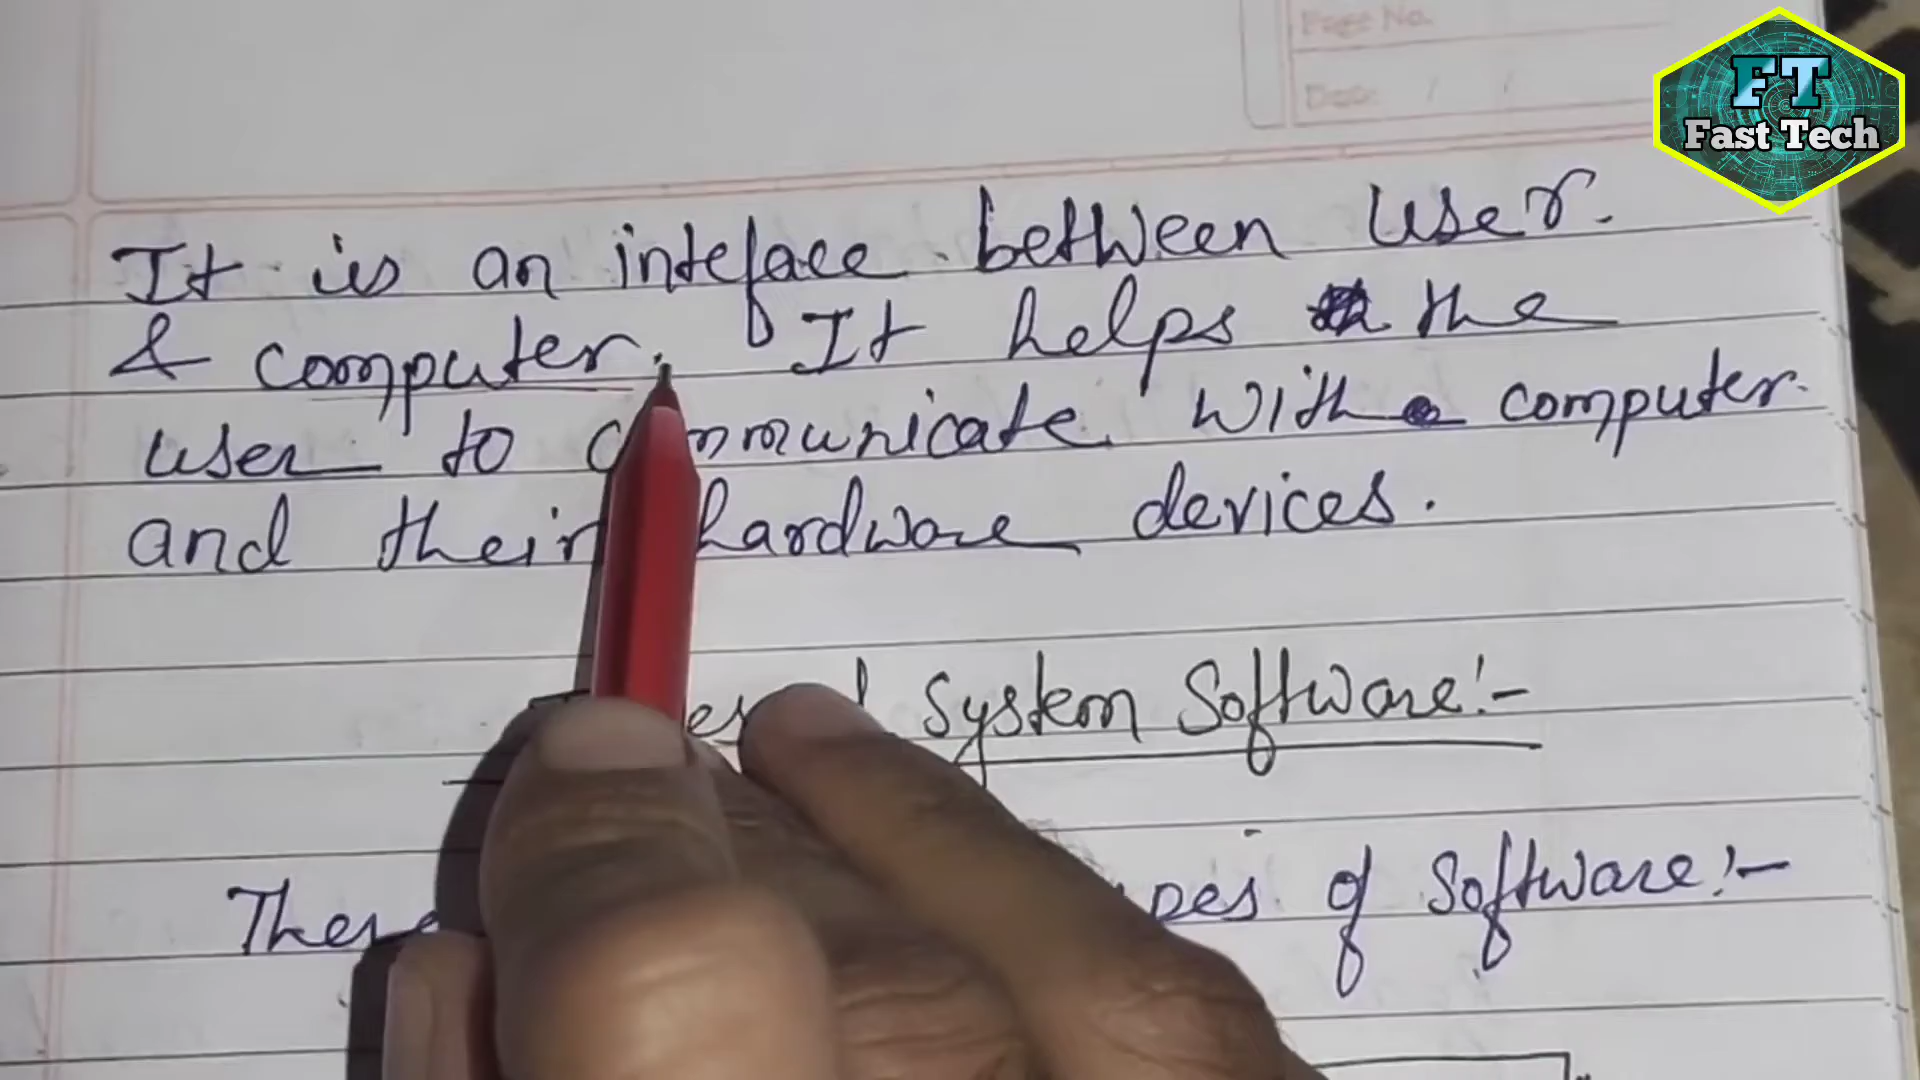 Page No.
Date / /
FT
Fast Tech
It is an inteface between user.
& computer. It helps the
user to communicate with computer.
and their hardware devices.
System Software:-
There of Software:-